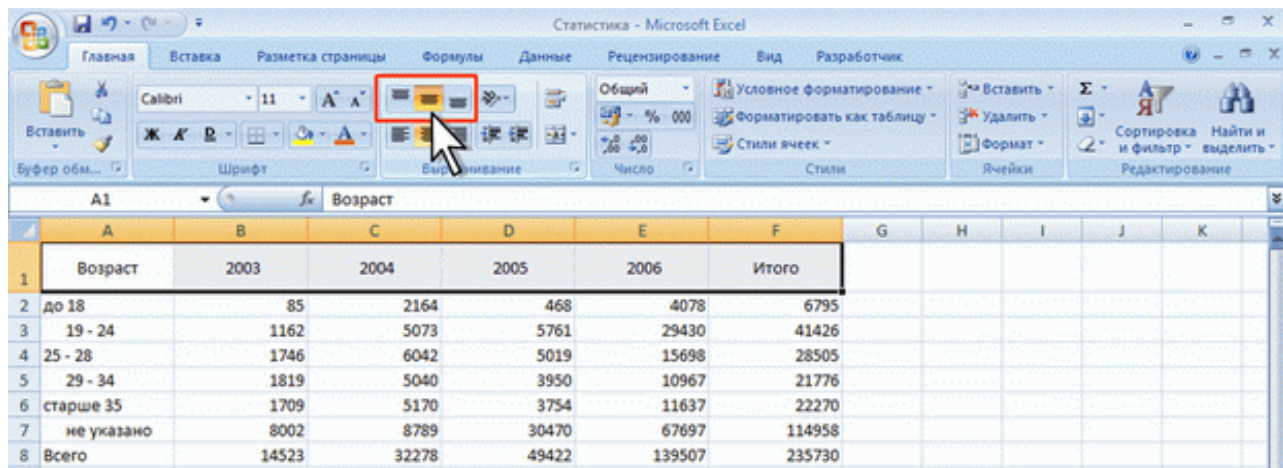 Статистика - Microsoft Excel
Главная Вставка Разметка страницы Формулы Данные Рецензирование Вид Разработчик
Вставить
Calibri 11 А А
Ж К Ч
Общий
% 000
,00 ,0
Условное форматирование
Форматировать как таблицу
Стили ячеек
Вставить
Удалить
Формат
Σ
Сортировка и фильтр
Найти и выделить
Буфер обм... Шрифт Выравнивание Число Стили Ячейки Редактирование
A1 fx Возраст
A B C D E F G H I J K
1 Возраст 2003 2004 2005 2006 Итого
2 до 18 85 2164 468 4078 6795
3 19 - 24 1162 5073 5761 29430 41426
4 25 - 28 1746 6042 5019 15698 28505
5 29 - 34 1819 5040 3950 10967 21776
6 старше 35 1709 5170 3754 11637 22270
7 не указано 8002 8789 30470 67697 114958
8 Всего 14523 32278 49422 139507 235730